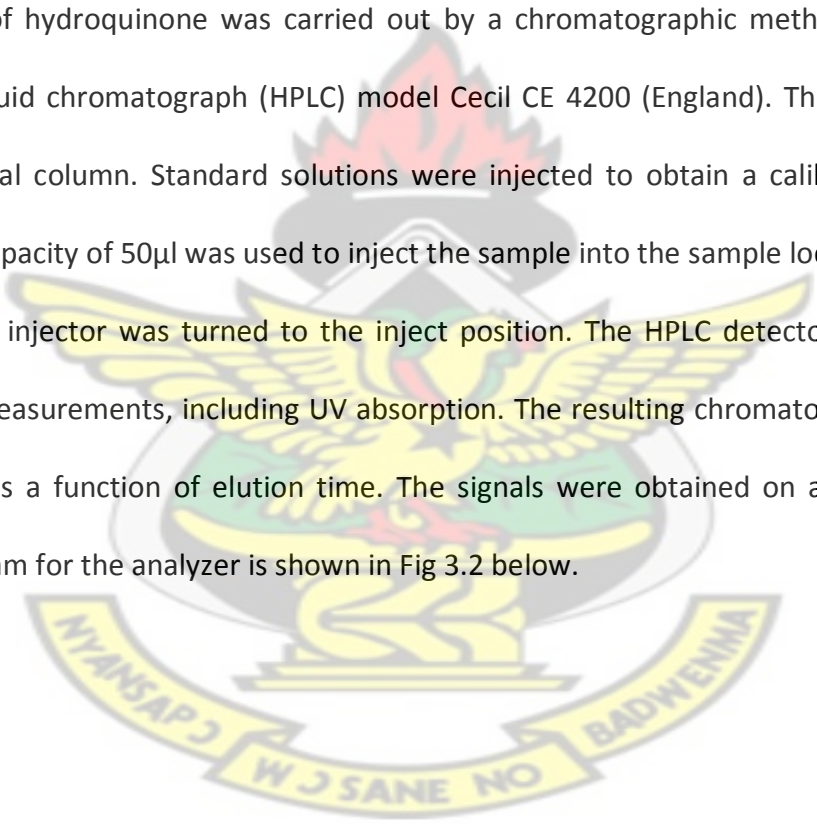 of hydroquinone was carried out by a chromatographic meth
uid chromatograph (HPLC) model Cecil CE 4200 (England). Th
al column. Standard solutions were injected to obtain a cali
pacity of 50µl was used to inject the sample into the sample loo
injector was turned to the inject position. The HPLC detecto
easurements, including UV absorption. The resulting chromato
s a function of elution time. The signals were obtained on a
m for the analyzer is shown in Fig 3.2 below.
NYANSAPƆ
WƆSANE NO
BADWENMA